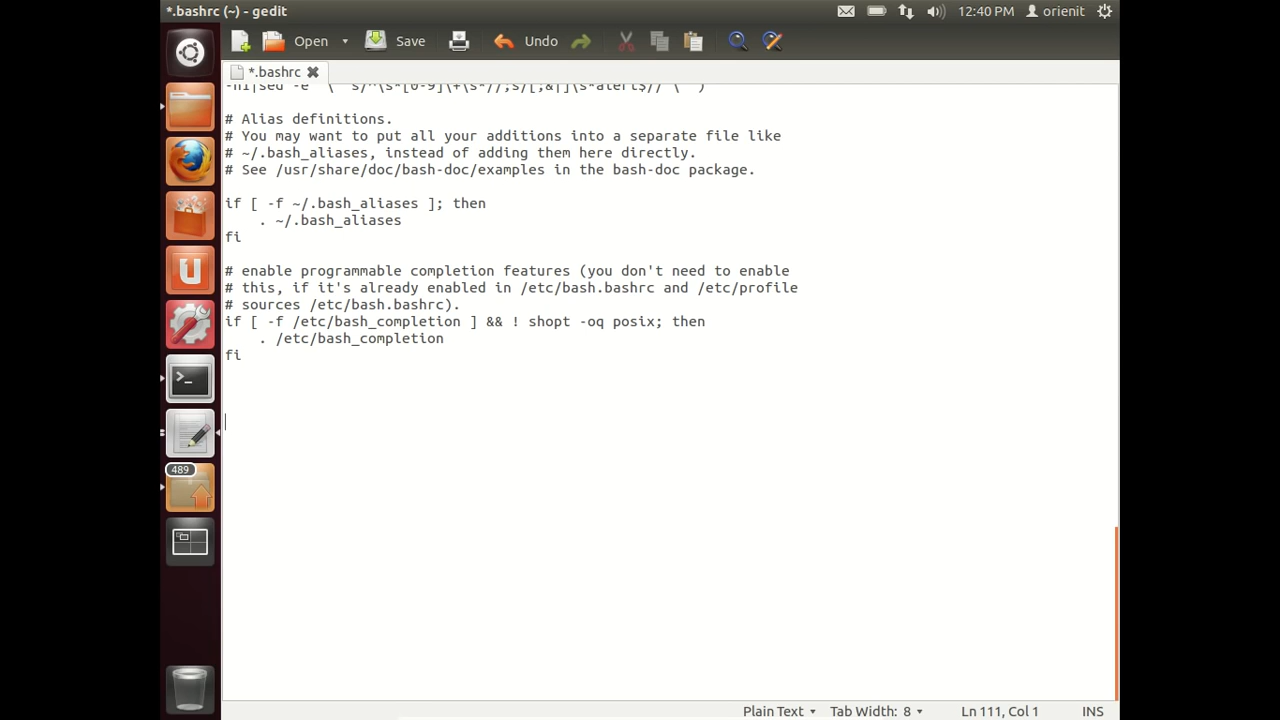 *.bashrc (~) - gedit
12:40 PM
orienit
Open
Save
Undo
*.bashrc
# Alias definitions.
# You may want to put all your additions into a separate file like
# ~/.bash_aliases, instead of adding them here directly.
# See /usr/share/doc/bash-doc/examples in the bash-doc package.
if [ -f ~/.bash_aliases ]; then
    . ~/.bash_aliases
fi
# enable programmable completion features (you don't need to enable
# this, if it's already enabled in /etc/bash.bashrc and /etc/profile
# sources /etc/bash.bashrc).
if [ -f /etc/bash_completion ] && ! shopt -oq posix; then
    . /etc/bash_completion
fi
489
Plain Text
Tab Width: 8
Ln 111, Col 1
INS